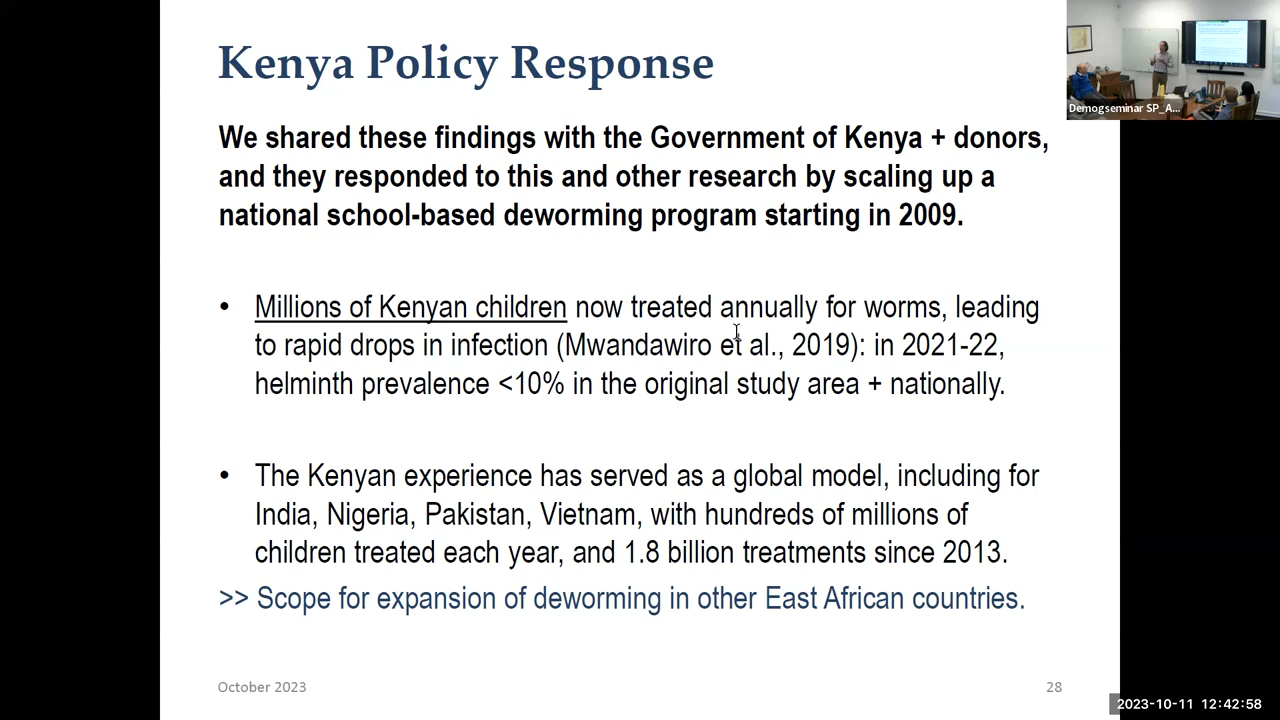 Kenya Policy Response
We shared these findings with the Government of Kenya + donors,
and they responded to this and other research by scaling up a
national school-based deworming program starting in 2009.
• Millions of Kenyan children now treated annually for worms, leading
to rapid drops in infection (Mwandawiro et al., 2019): in 2021-22,
helminth prevalence <10% in the original study area + nationally.
• The Kenyan experience has served as a global model, including for
India, Nigeria, Pakistan, Vietnam, with hundreds of millions of
children treated each year, and 1.8 billion treatments since 2013.
>> Scope for expansion of deworming in other East African countries.
October 2023
28
Demogseminar SP_A...
2023-10-11 12:42:58